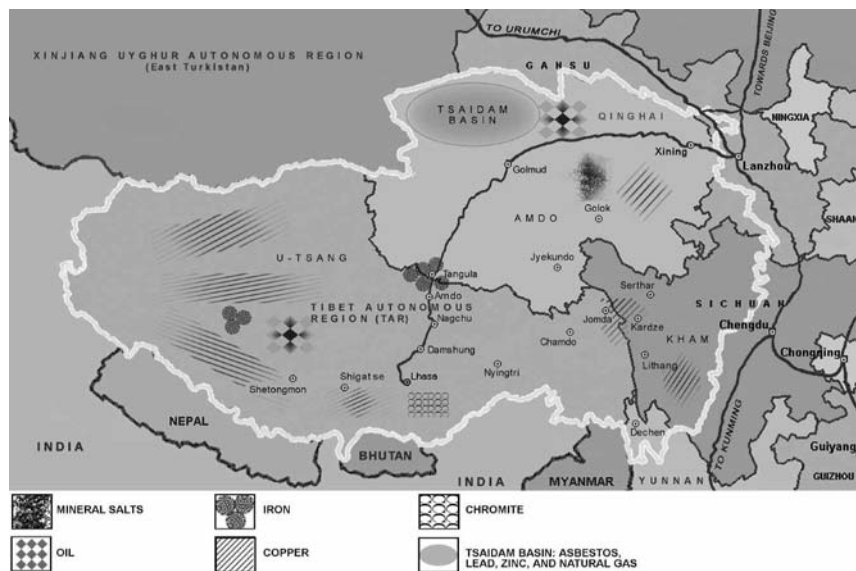 TO URUMCHI
TOWARDS BEIJING
XINJIANG UYGHUR AUTONOMOUS REGION
(East Turkistan)
GANSU
TSAIDAM
BASIN
QINGHAI
NINGXIA
Xining
Lanzhou
Golmud
Golok
AMDO
SHAAN
U-TSANG
Jyekundo
Tangula
Serthar
SICHUAN
Amdo
TIBET AUTONOMOUS
REGION (TAR)
Nagchu
Jomda
Kardze
Chengdu
Chamdo
KHAM
Damshung
Chongqing
Lithang
Nyingtri
Shigatse
Lhasa
Shetongmon
NEPAL
Dechen
TO KUNMING
INDIA
BHUTAN
Guiyang
INDIA
MYANMAR
YUNNAN
GUIZHOU
MINERAL SALTS
IRON
CHROMITE
OIL
COPPER
TSAIDAM BASIN: ASBESTOS,
LEAD, ZINC, AND NATURAL GAS